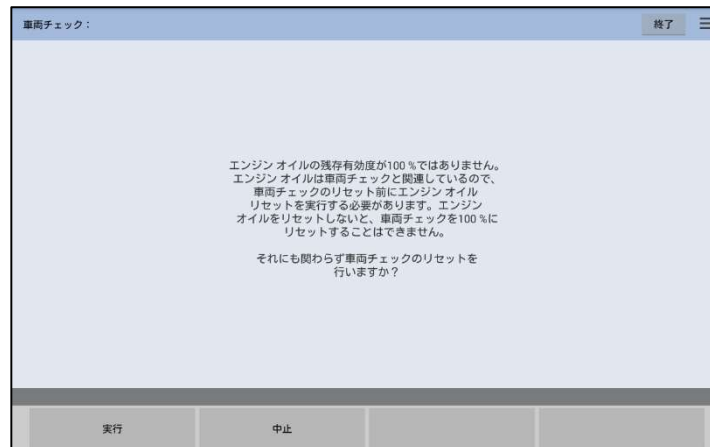 車両チェック：
終了
エンジン オイルの残存有効度が100 %ではありません。
エンジン オイルは車両チェックと関連しているので、
車両チェックのリセット前にエンジン オイル
リセットを実行する必要があります。エンジン
オイルをリセットしないと、車両チェックを100 %に
リセットすることはできません。
それにも関わらず車両チェックのリセットを
行いますか？
実行
中止